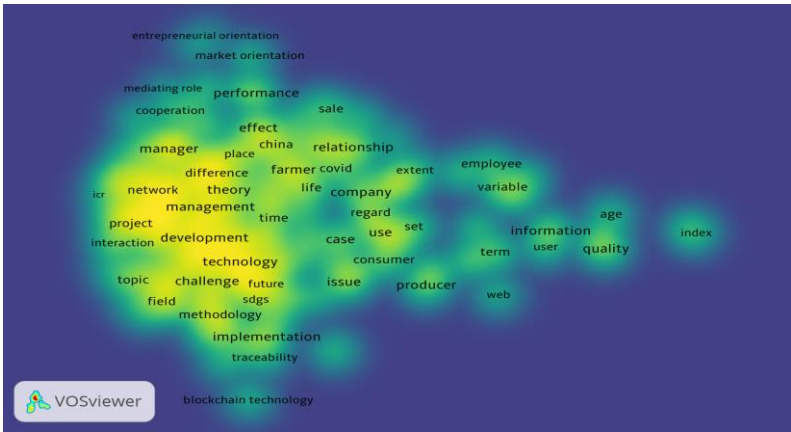 entrepreneurial orientation
market orientation
mediating role
performance
cooperation
sale
effect
manager
place
china
relationship
difference
farmer
covid
extent
employee
icr
network
theory
life
company
variable
management
time
regard
age
project
use
set
information
index
interaction
development
case
user
quality
technology
consumer
term
topic
challenge
future
issue
producer
field
sdgs
web
methodology
implementation
traceability
blockchain technology
VOSviewer